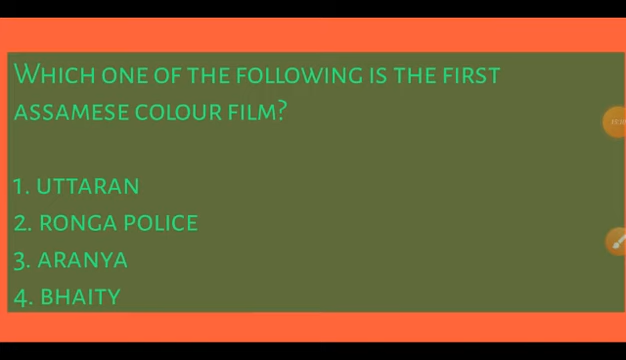 Which one of the following is the first
assamese colour film?
1. uttaran
2. ronga police
3. aranya
4. bhaity